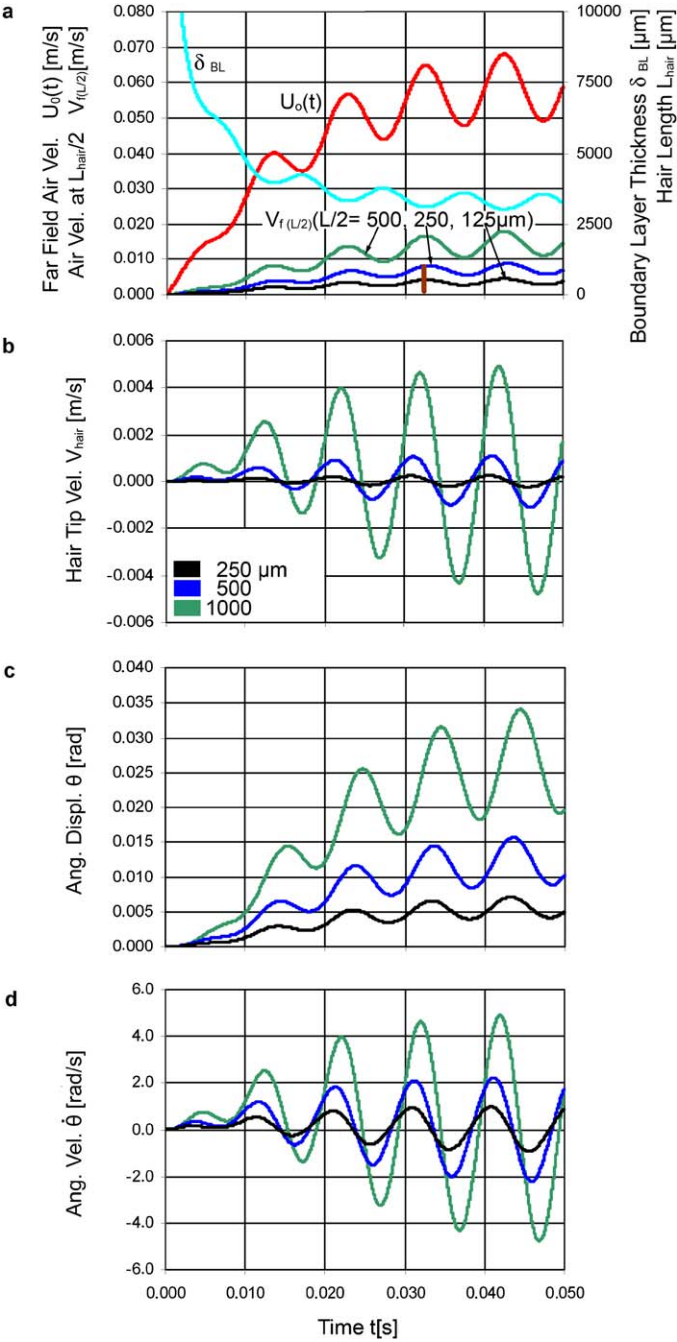 a
Far Field Air Vel. U₀(t) [m/s]
Air Vel. at Lhair/2 Vf(L/2)[m/s]
0.080
0.070
0.060
0.050
0.040
0.030
0.020
0.010
0.000
δ BL
Uₒ(t)
Vf (L/2)(L/2= 500, 250, 125µm)
10000
7500
5000
2500
0
Boundary Layer Thickness δ BL [µm]
Hair Length Lhair [µm]
b
Hair Tip Vel. Vhair [m/s]
0.006
0.004
0.002
0.000
-0.002
-0.004
-0.006
250 µm
500
1000
c
Ang. Displ. θ [rad]
0.040
0.035
0.030
0.025
0.020
0.015
0.010
0.005
0.000
d
Ang. Vel. θ̇ [rad/s]
6.0
4.0
2.0
0.0
-2.0
-4.0
-6.0
0.000 0.010 0.020 0.030 0.040 0.050
Time t[s]